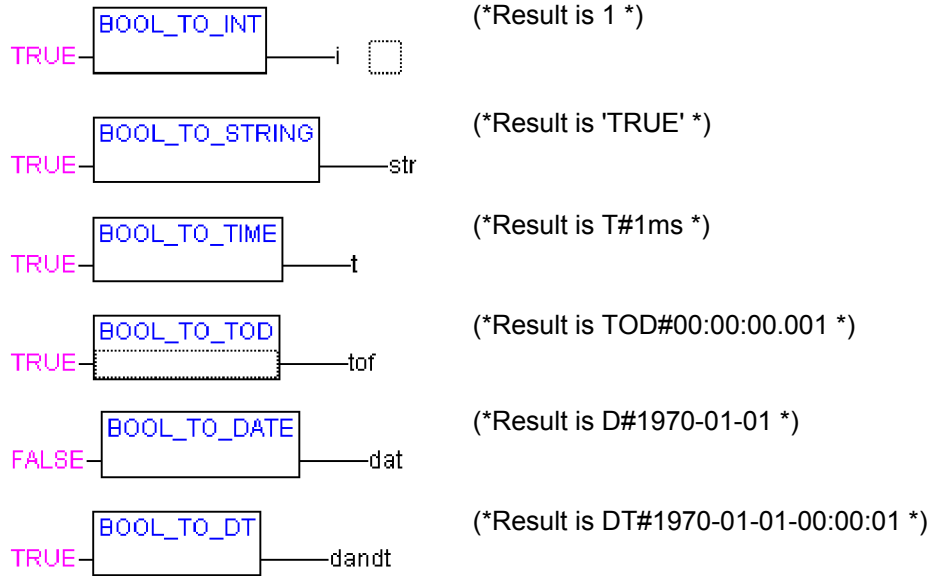 BOOL_TO_INT (*Result is 1 *)
TRUE i
BOOL_TO_STRING (*Result is 'TRUE' *)
TRUE str
BOOL_TO_TIME (*Result is T#1ms *)
TRUE t
BOOL_TO_TOD (*Result is TOD#00:00:00.001 *)
TRUE tof
BOOL_TO_DATE (*Result is D#1970-01-01 *)
FALSE dat
BOOL_TO_DT (*Result is DT#1970-01-01-00:00:01 *)
TRUE dandt